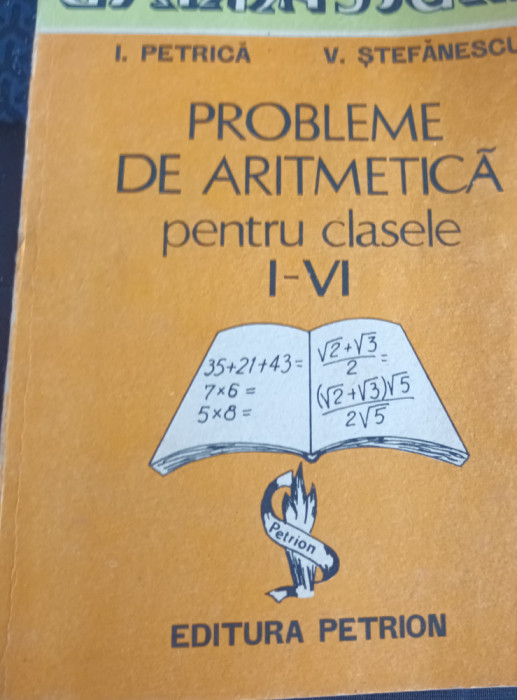 I. PETRICĂ V. ȘTEFĂNESCU
PROBLEME
DE ARITMETICĂ
pentru clasele
I-VI
35+21+43=
7×6=
5×8=
√2+√3
2 =
(√2+√3)√5
2√5
Petrion
EDITURA PETRION